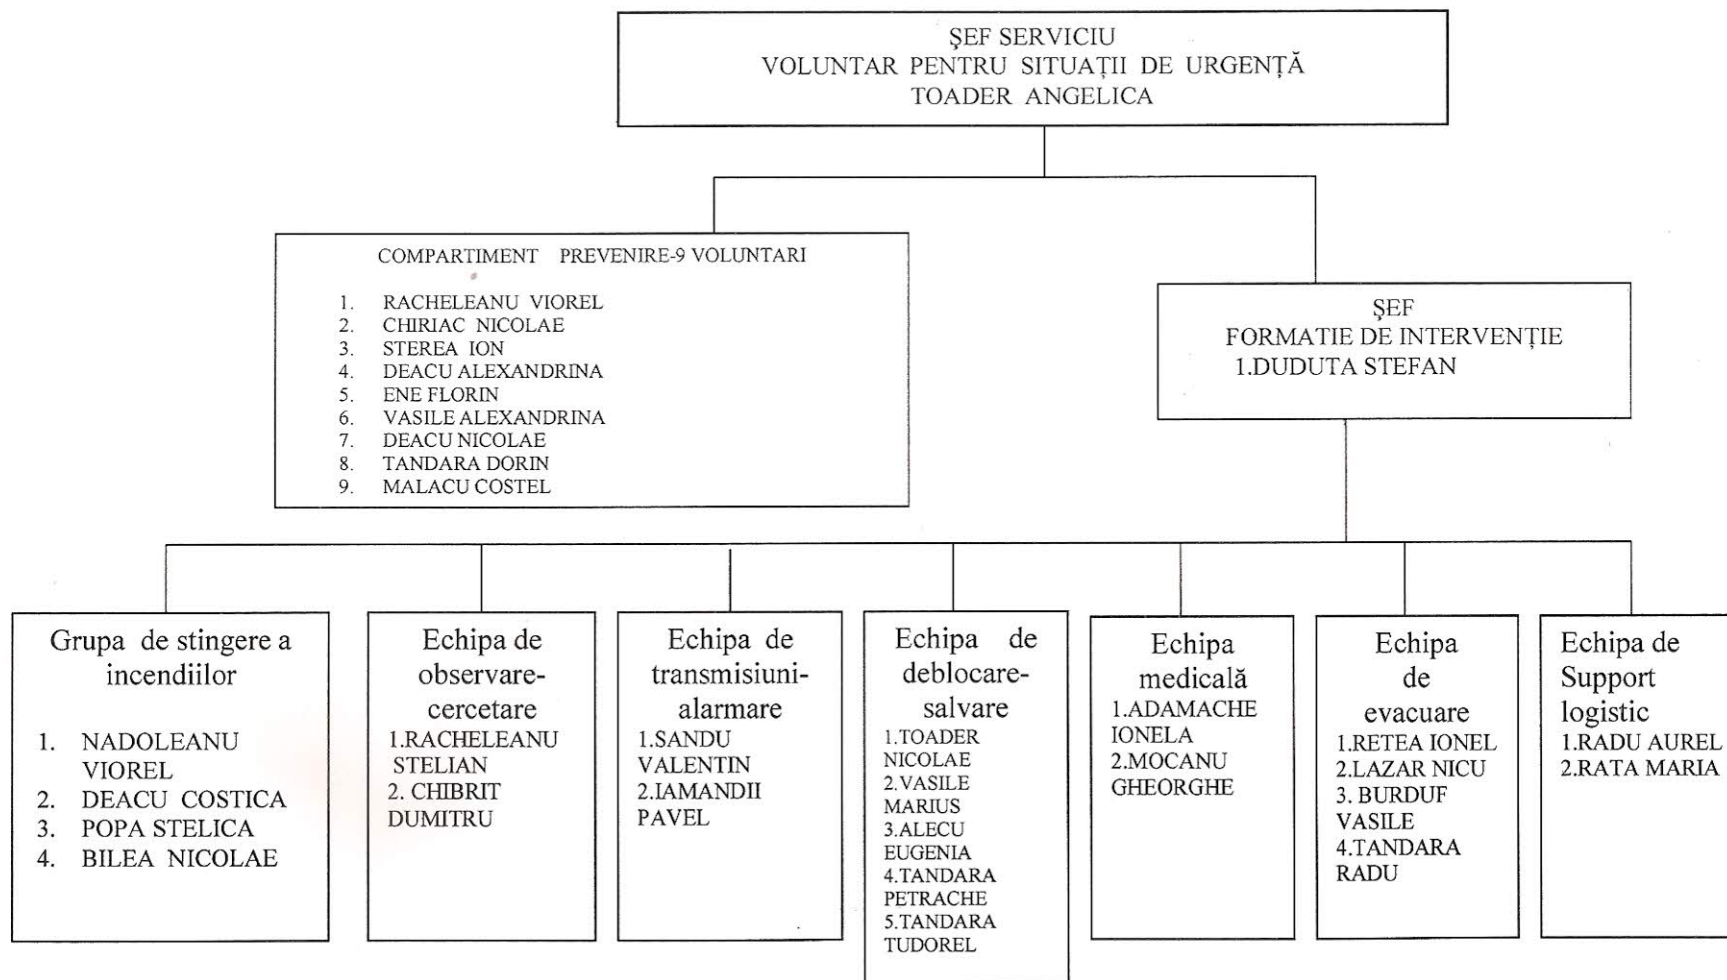 ŞEF SERVICIU
VOLUNTAR PENTRU SITUAŢII DE URGENŢĂ
TOADER ANGELICA
COMPARTIMENT PREVENIRE-9 VOLUNTARI
1. RACHELEANU VIOREL
2. CHIRIAC NICOLAE
3. STEREA ION
4. DEACU ALEXANDRINA
5. ENE FLORIN
6. VASILE ALEXANDRINA
7. DEACU NICOLAE
8. TANDARA DORIN
9. MALACU COSTEL
ŞEF
FORMATIE DE INTERVENŢIE
1.DUDUTA STEFAN
Grupa de stingere a
incendiilor
1. NADOLEANU
VIOREL
2. DEACU COSTICA
3. POPA STELICA
4. BILEA NICOLAE
Echipa de
observare-
cercetare
1.RACHELEANU
STELIAN
2. CHIBRIT
DUMITRU
Echipa de
transmisiuni-
alarmare
1.SANDU
VALENTIN
2.IAMANDII
PAVEL
Echipa de
deblocare-
salvare
1.TOADER
NICOLAE
2.VASILE
MARIUS
3.ALECU
EUGENIA
4.TANDARA
PETRACHE
5.TANDARA
TUDOREL
Echipa
medicală
1.ADAMACHE
IONELA
2.MOCANU
GHEORGHE
Echipa
de
evacuare
1.RETEA IONEL
2.LAZAR NICU
3. BURDUF
VASILE
4.TANDARA
RADU
Echipa de
Support
logistic
1.RADU AUREL
2.RATA MARIA